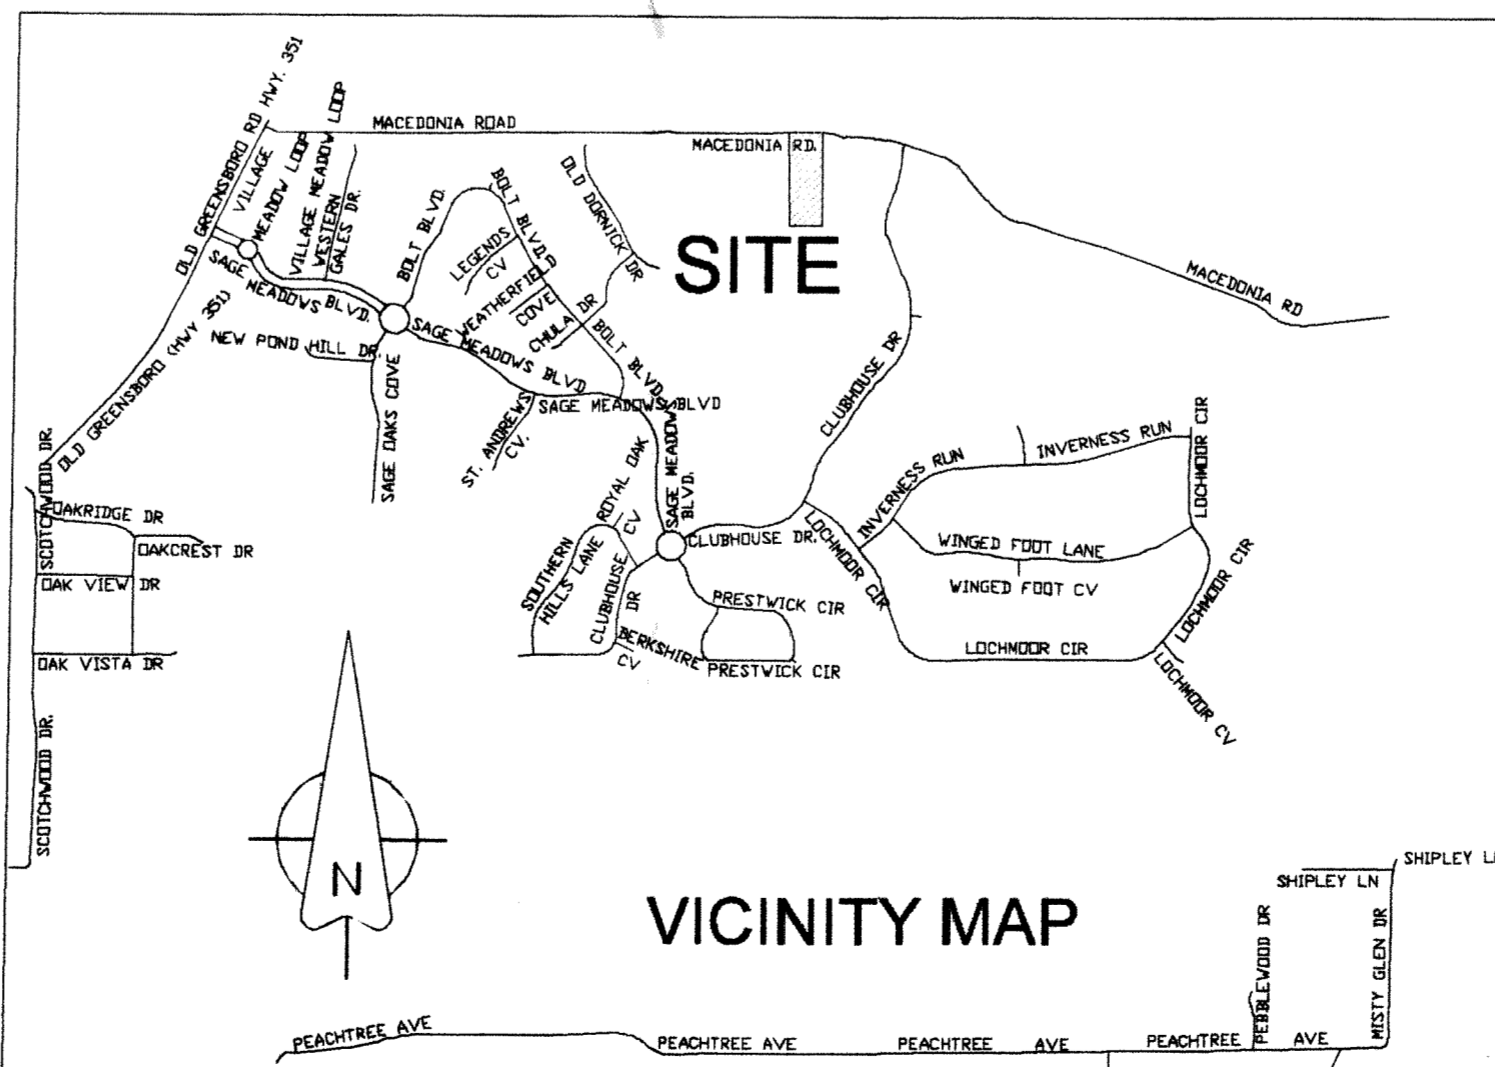 OLD GREENSBORO RD HWY. 351
MACEDONIA ROAD
MACEDONIA RD.
VILLAGE
MEADOW LOOP
VILLAGE MEADOW LOOP
WESTERN
GALES DR.
BOLT BLVD.
BOLT BLVD.
OLD DORNICK DR
LEGENDS
CV
WEATHERFIELD
COVE
CHULA DR
SITE
MACEDONIA RD
SAGE
MEADOWS BLVD.
OLD GREENSBORO (HWY 351)
NEW POND HILL DR.
SAGE OAKS COVE
SAGE MEADOWS BLVD
BOLT BLVD.
SAGE MEADOWS BLVD
ST. ANDREWS
CV.
SAGE MEADOW
BLVD.
ROYAL OAK
CV
CLUBHOUSE DR
CLUBHOUSE DR.
INVERNESS RUN
INVERNESS RUN
LOCHMOOR CIR
LOCHMOOR CIR
WINGED FOOT LANE
WINGED FOOT CV
LOCHMOOR CIR
LOCHMOOR CIR
LOCHMOOR CV
SCOTCHWOOD DR.
OAKRIDGE DR
OAKCREST DR
OAK VIEW DR
OAK VISTA DR
SCOTCHWOOD DR.
SOUTHERN
HILLS LANE
CLUBHOUSE
DR
BERKSHIRE
CV
PRESTWICK CIR
PRESTWICK CIR
N
VICINITY MAP
SHIPLEY LN
SHIPLEY
PEBBLEWOOD DR
MISTY GLEN DR
PEACHTREE AVE
PEACHTREE AVE
PEACHTREE AVE
PEACHTREE AVE